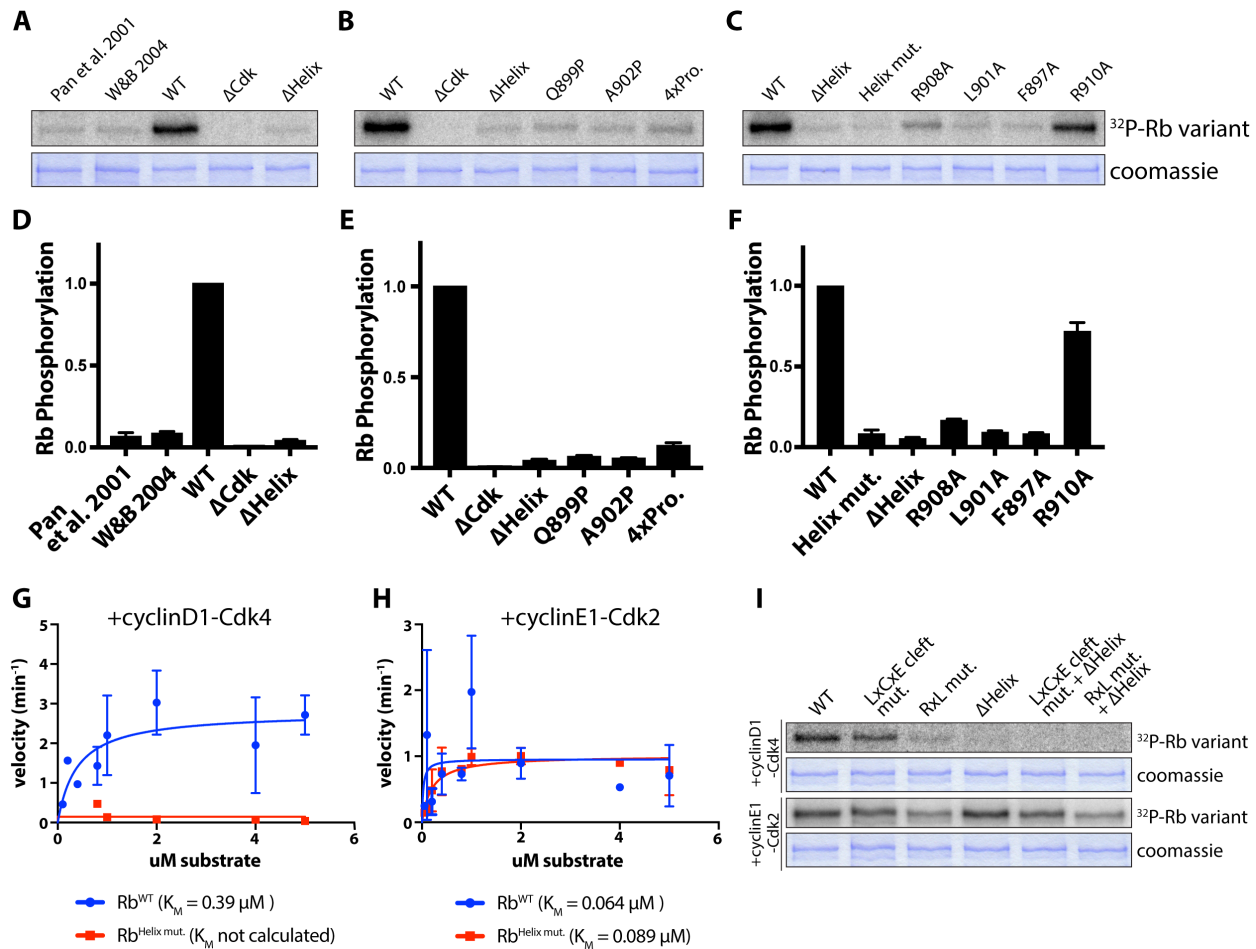 A
B
C
Pan et al. 2001
W&B 2004
WT
ΔCdk
ΔHelix
WT
ΔCdk
ΔHelix
Q899P
A902P
4xPro.
WT
ΔHelix
Helix mut.
R908A
L901A
F897A
R910A
32P-Rb variant
coomassie
D
E
F
Rb Phosphorylation
1.0
0.5
0.0
Pan
et al. 2001
W&B 2004
WT
ΔCdk
ΔHelix
Rb Phosphorylation
1.0
0.5
0.0
WT
ΔCdk
ΔHelix
Q899P
A902P
4xPro.
Rb Phosphorylation
1.0
0.5
0.0
WT
Helix mut.
ΔHelix
R908A
L901A
F897A
R910A
G
+cyclinD1-Cdk4
velocity (min-1)
5
4
3
2
1
0
0 2 4 6
uM substrate
RbWT (KM = 0.39 µM )
RbHelix mut. (KM not calculated)
H
+cyclinE1-Cdk2
velocity (min-1)
3
2
1
0
0 2 4 6
uM substrate
RbWT (KM = 0.064 µM )
RbHelix mut. (KM = 0.089 µM)
I
WT
LxCxE cleft
mut.
RxL mut.
ΔHelix
LxCxE cleft
mut. + ΔHelix
RxL mut.
+ ΔHelix
+cyclinD1
-Cdk4
32P-Rb variant
coomassie
+cyclinE1
-Cdk2
32P-Rb variant
coomassie